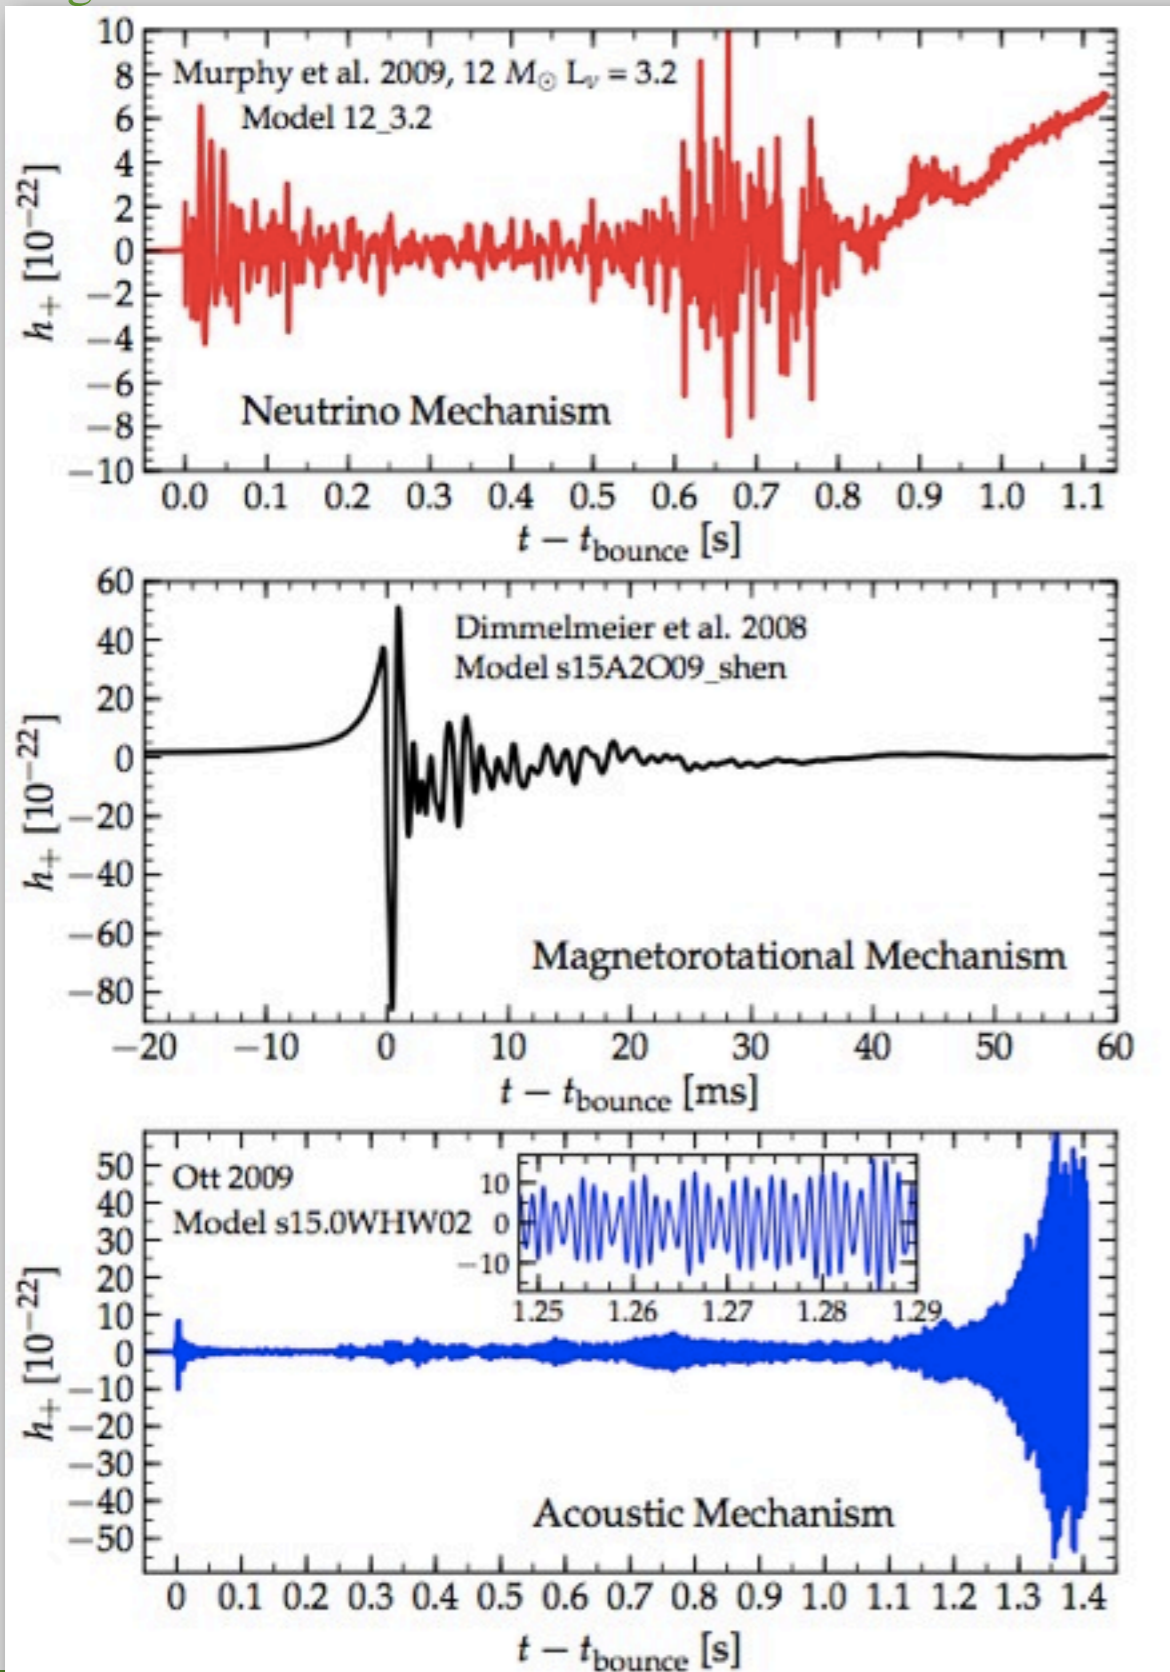 10
8
6
4
2
0
−2
−4
−6
−8
−10
h₊ [10⁻²²]
Murphy et al. 2009, 12 M☉ Lᵥ = 3.2
Model 12_3.2
Neutrino Mechanism
0.0 0.1 0.2 0.3 0.4 0.5 0.6 0.7 0.8 0.9 1.0 1.1
t − t_bounce [s]
60
40
20
0
−20
−40
−60
−80
h₊ [10⁻²²]
Dimmelmeier et al. 2008
Model s15A2O09_shen
Magnetorotational Mechanism
−20 −10 0 10 20 30 40 50 60
t − t_bounce [ms]
50
40
30
20
10
0
−10
−20
−30
−40
−50
h₊ [10⁻²²]
Ott 2009
Model s15.0WHW02
10
0
−10
1.25 1.26 1.27 1.28 1.29
Acoustic Mechanism
0 0.1 0.2 0.3 0.4 0.5 0.6 0.7 0.8 0.9 1.0 1.1 1.2 1.3 1.4
t − t_bounce [s]